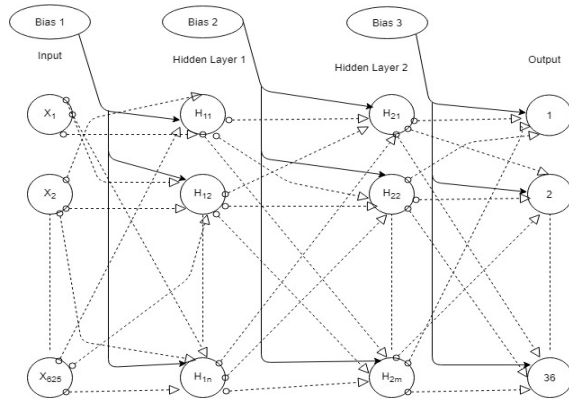 Bias 1
Bias 2
Bias 3
Input
Hidden Layer 1
Hidden Layer 2
Output
X1
H11
H21
1
X2
H12
H22
2
X625
H1n
H2m
36